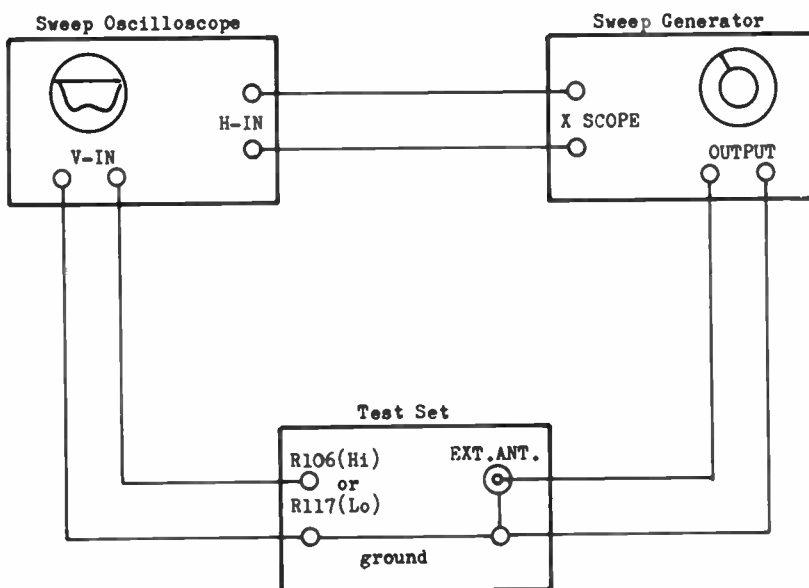 Sweep Oscilloscope
Sweep Generator
H-IN
X SCOPE
V-IN
OUTPUT
Test Set
R106(Hi)
or
R117(Lo)
EXT.ANT.
ground